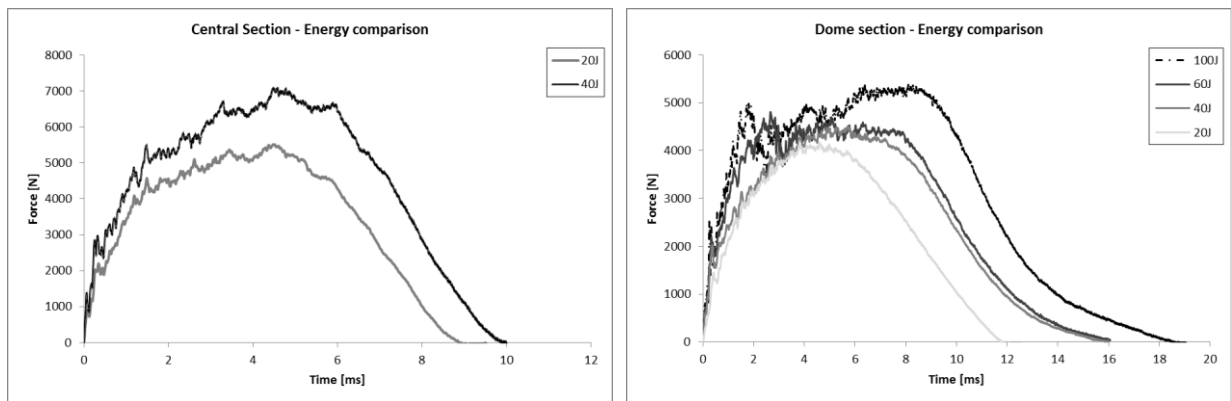 Central Section - Energy comparison
8000
7000
6000
5000
4000
3000
2000
1000
0
Force [N]
0 2 4 6 8 10 12
Time [ms]
20J
40J
Dome section - Energy comparison
6000
5000
4000
3000
2000
1000
0
Force [N]
0 2 4 6 8 10 12 14 16 18 20
Time [ms]
100J
60J
40J
20J